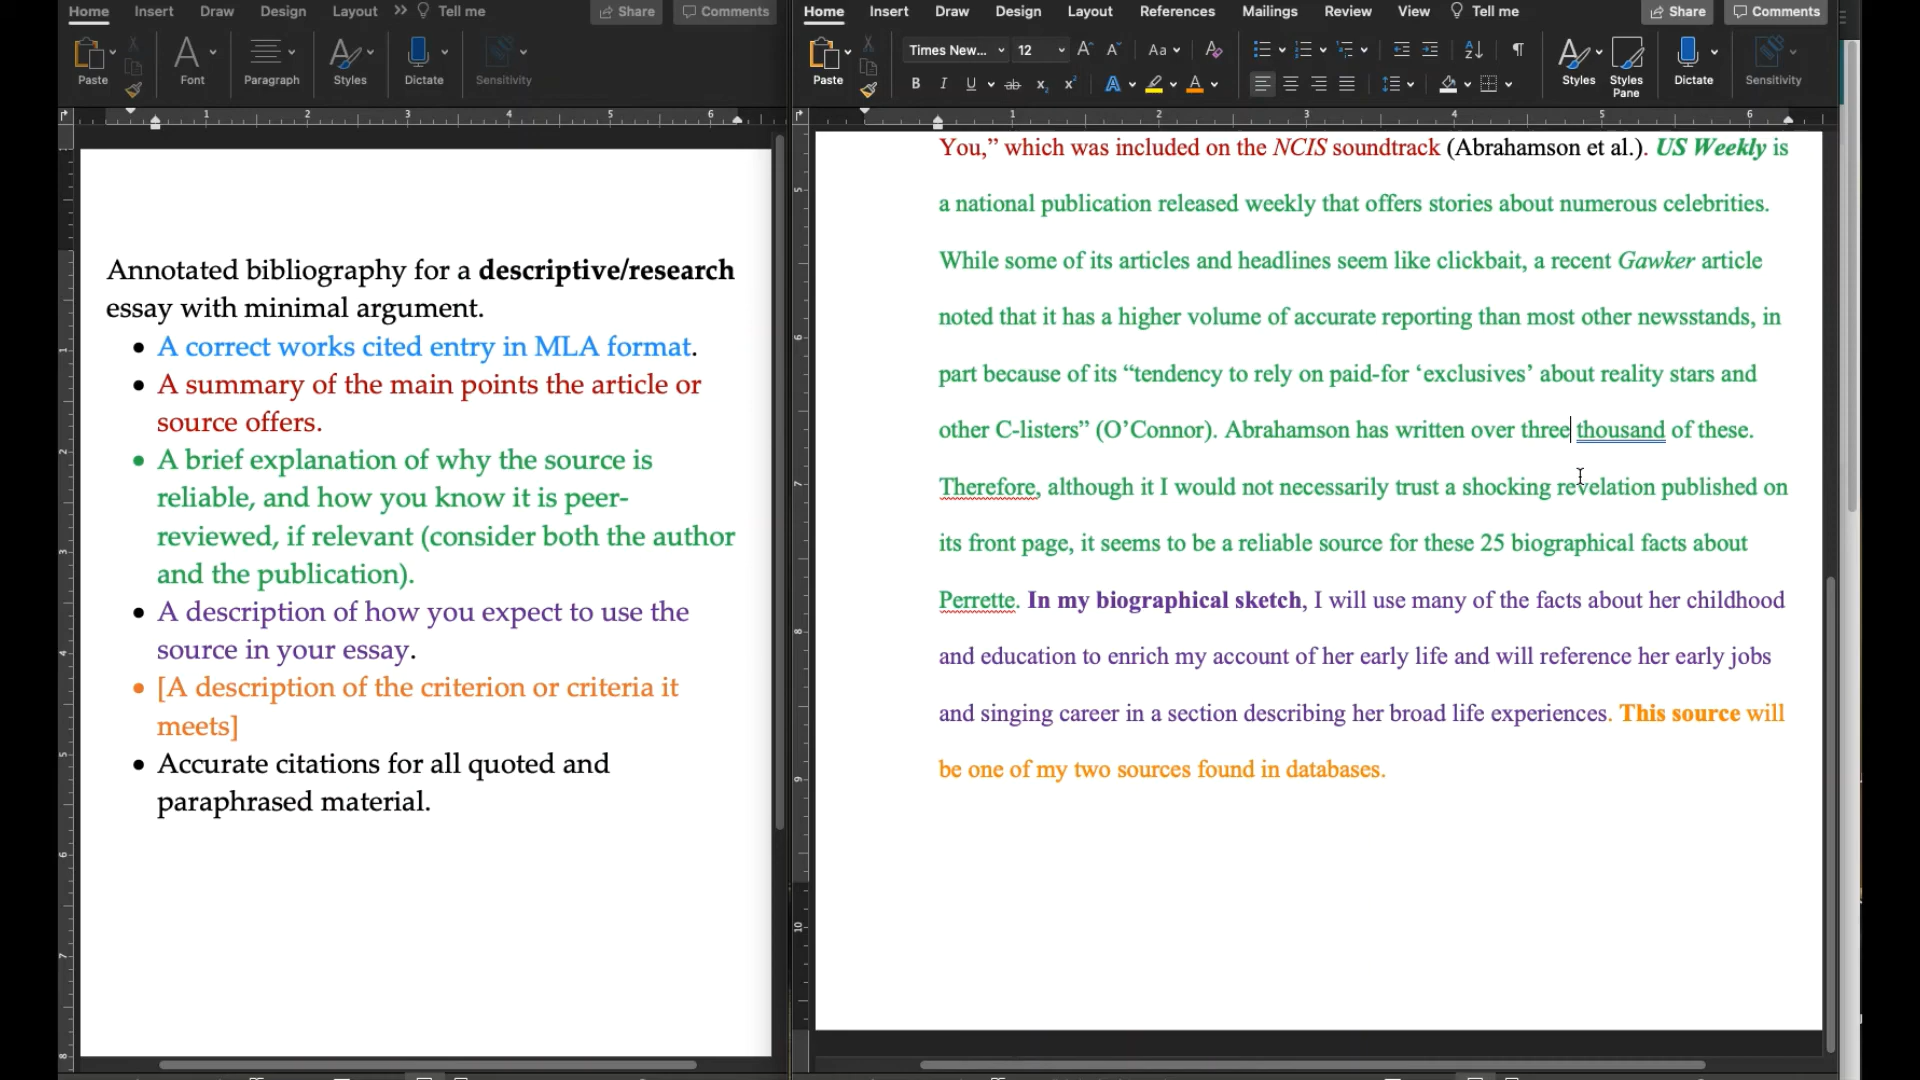 Home Insert Draw Design Layout >> Tell me Share Comments
Paste Font Paragraph Styles Dictate Sensitivity
1 2 3 4 5 6
Annotated bibliography for a descriptive/research
essay with minimal argument.
• A correct works cited entry in MLA format.
• A summary of the main points the article or
source offers.
• A brief explanation of why the source is
reliable, and how you know it is peer-
reviewed, if relevant (consider both the author
and the publication).
• A description of how you expect to use the
source in your essay.
• [A description of the criterion or criteria it
meets]
• Accurate citations for all quoted and
paraphrased material.
Home Insert Draw Design Layout References Mailings Review View Tell me Share Comments
Paste Times New... 12 Aa Styles Styles Pane Dictate Sensitivity
1 2 3 4 5 6
You,” which was included on the NCIS soundtrack (Abrahamson et al.). US Weekly is
a national publication released weekly that offers stories about numerous celebrities.
While some of its articles and headlines seem like clickbait, a recent Gawker article
noted that it has a higher volume of accurate reporting than most other newsstands, in
part because of its “tendency to rely on paid-for ‘exclusives’ about reality stars and
other C-listers” (O’Connor). Abrahamson has written over three thousand of these.
Therefore, although it I would not necessarily trust a shocking revelation published on
its front page, it seems to be a reliable source for these 25 biographical facts about
Perrette. In my biographical sketch, I will use many of the facts about her childhood
and education to enrich my account of her early life and will reference her early jobs
and singing career in a section describing her broad life experiences. This source will
be one of my two sources found in databases.